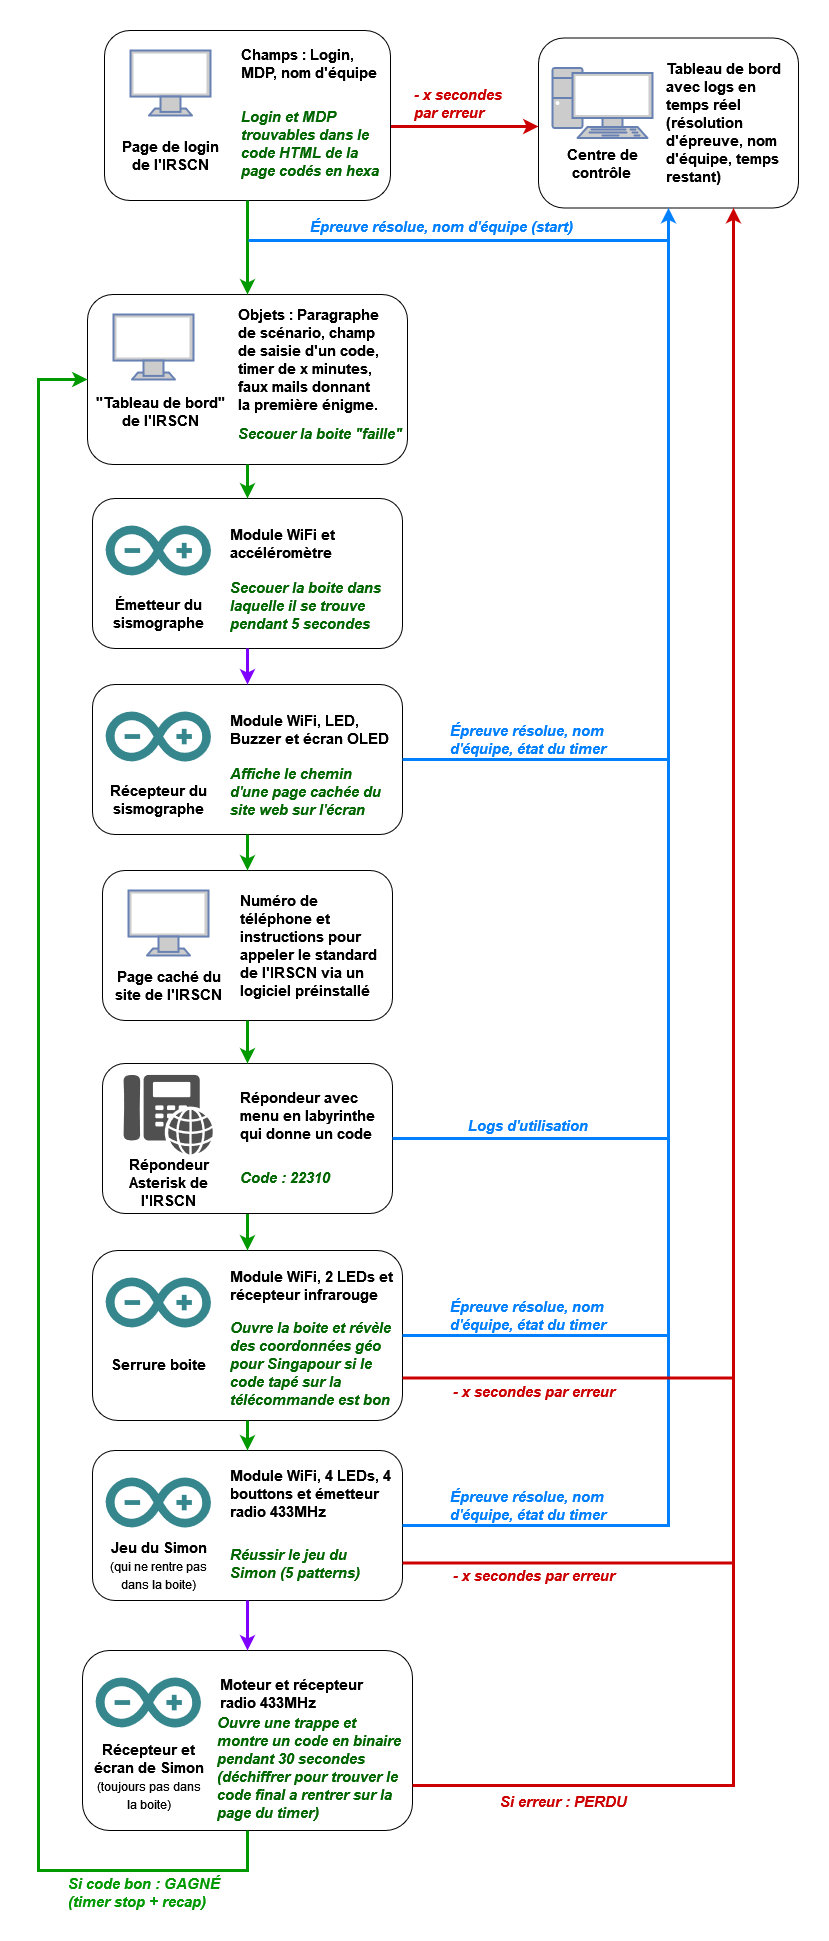 Champs : Login,
MDP, nom d'équipe
Login et MDP
trouvables dans le
code HTML de la
page codés en hexa
Page de login
de l'IRSCN
- x secondes
par erreur
Tableau de bord
avec logs en
temps réel
(résolution
d'épreuve, nom
d'équipe, temps
restant)
Centre de
contrôle
Épreuve résolue, nom d'équipe (start)
Objets : Paragraphe
de scénario, champ
de saisie d'un code,
timer de x minutes,
faux mails donnant
la première énigme.
Secouer la boite "faille"
"Tableau de bord"
de l'IRSCN
Module WiFi et
accéléromètre
Secouer la boite dans
laquelle il se trouve
pendant 5 secondes
Émetteur du
sismographe
Module WiFi, LED,
Buzzer et écran OLED
Affiche le chemin
d'une page cachée du
site web sur l'écran
Récepteur du
sismographe
Épreuve résolue, nom
d'équipe, état du timer
Numéro de
téléphone et
instructions pour
appeler le standard
de l'IRSCN via un
logiciel préinstallé
Page caché du
site de l'IRSCN
Répondeur avec
menu en labyrinthe
qui donne un code
Code : 22310
Répondeur
Asterisk de
l'IRSCN
Logs d'utilisation
Module WiFi, 2 LEDs et
récepteur infrarouge
Ouvre la boite et révèle
des coordonnées géo
pour Singapour si le
code tapé sur la
télécommande est bon
Serrure boite
Épreuve résolue, nom
d'équipe, état du timer
- x secondes par erreur
Module WiFi, 4 LEDs, 4
bouttons et émetteur
radio 433MHz
Réussir le jeu du
Simon (5 patterns)
Jeu du Simon
(qui ne rentre pas
dans la boite)
Épreuve résolue, nom
d'équipe, état du timer
- x secondes par erreur
Moteur et récepteur
radio 433MHz
Ouvre une trappe et
montre un code en binaire
pendant 30 secondes
(déchiffrer pour trouver le
code final a rentrer sur la
page du timer)
Récepteur et
écran de Simon
(toujours pas dans
la boite)
Si erreur : PERDU
Si code bon : GAGNÉ
(timer stop + recap)